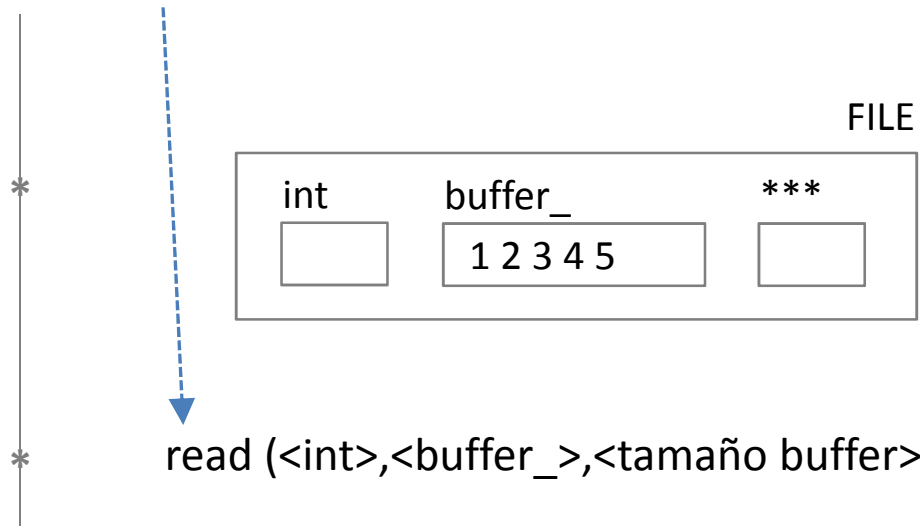 FILE
* int buffer_ ***
1 2 3 4 5
* read (<int>,<buffer_>,<tamaño buffer>